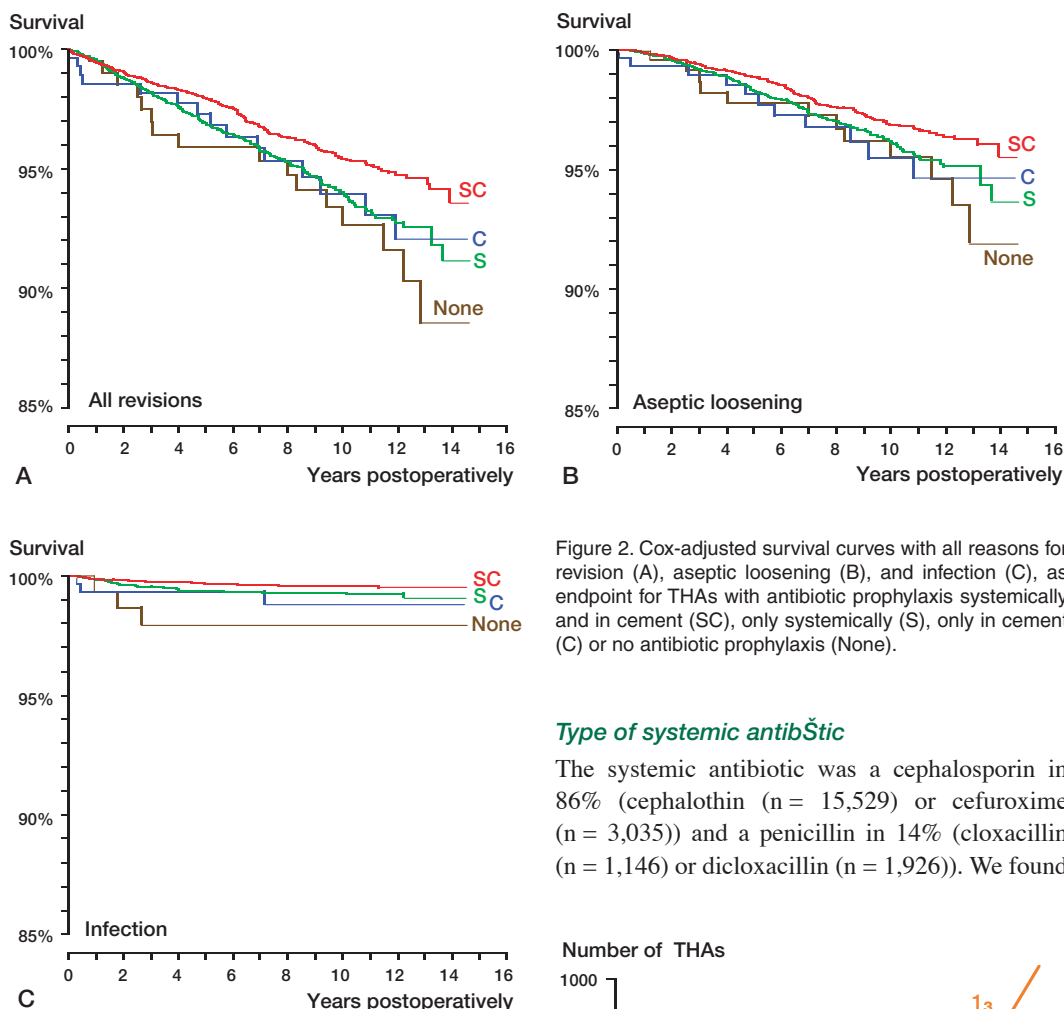 Survival
100%
95%
90%
85%
SC
C
S
None
All revisions
0 2 4 6 8 10 12 14 16
Years postoperatively
A
Survival
100%
95%
90%
85%
SC
C
S
None
Aseptic loosening
0 2 4 6 8 10 12 14 16
Years postoperatively
B
Survival
100%
95%
90%
85%
SC
S C
None
Infection
0 2 4 6 8 10 12 14 16
Years postoperatively
C
Figure 2. Cox-adjusted survival curves with all reasons for
revision (A), aseptic loosening (B), and infection (C), as
endpoint for THAs with antibiotic prophylaxis systemically
and in cement (SC), only systemically (S), only in cement
(C) or no antibiotic prophylaxis (None).
Type of systemic antibŠtic
The systemic antibiotic was a cephalosporin in
86% (cephalothin (n = 15,529) or cefuroxime
(n = 3,035)) and a penicillin in 14% (cloxacillin
(n = 1,146) or dicloxacillin (n = 1,926)). We found
Number of THAs
1000
13